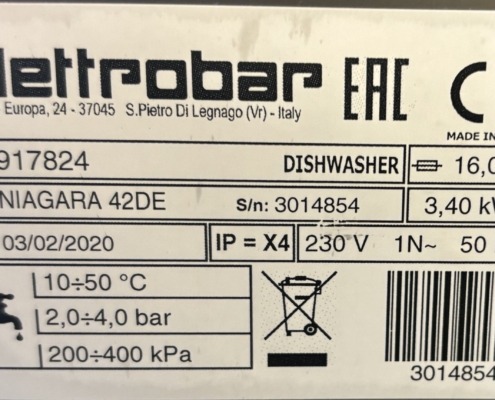 lettrobar EAC C
Europa, 24 - 37045 S.Pietro Di Legnago (Vr) - Italy
MADE IN
917824 DISHWASHER 16,0
NIAGARA 42DE S/n: 3014854 3,40 kW
03/02/2020 IP = X4 230 V 1N~ 50
10÷50 °C
2,0÷4,0 bar
200÷400 kPa
3014854